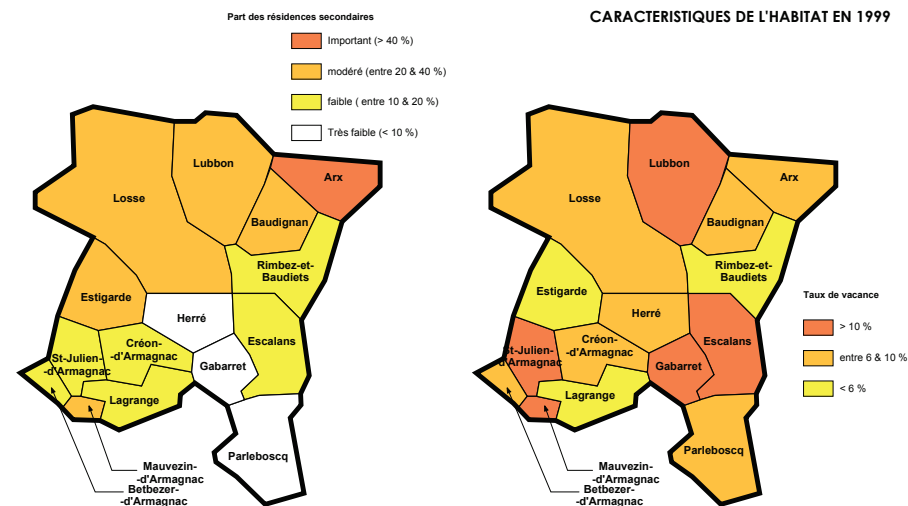 Part des résidences secondaires
CARACTERISTIQUES DE L'HABITAT EN 1999
Important (> 40 %)
modéré (entre 20 & 40 %)
faible ( entre 10 & 20 %)
Très faible (< 10 %)
Lubbon
Arx
Losse
Baudignan
Rimbez-et-
Baudiets
Estigarde
Herré
Escalans
Créon-
-d'Armagnac
St-Julien-
-d'Armagnac
Gabarret
Lagrange
Parleboscq
Mauvezin-
-d'Armagnac
Betbezer-
-d'Armagnac
Lubbon
Arx
Losse
Baudignan
Rimbez-et-
Baudiets
Estigarde
Herré
Escalans
Créon-
-d'Armagnac
St-Julien-
-d'Armagnac
Gabarret
Lagrange
Parleboscq
Mauvezin-
-d'Armagnac
Betbezer-
-d'Armagnac
Taux de vacance
> 10 %
entre 6 & 10 %
< 6 %